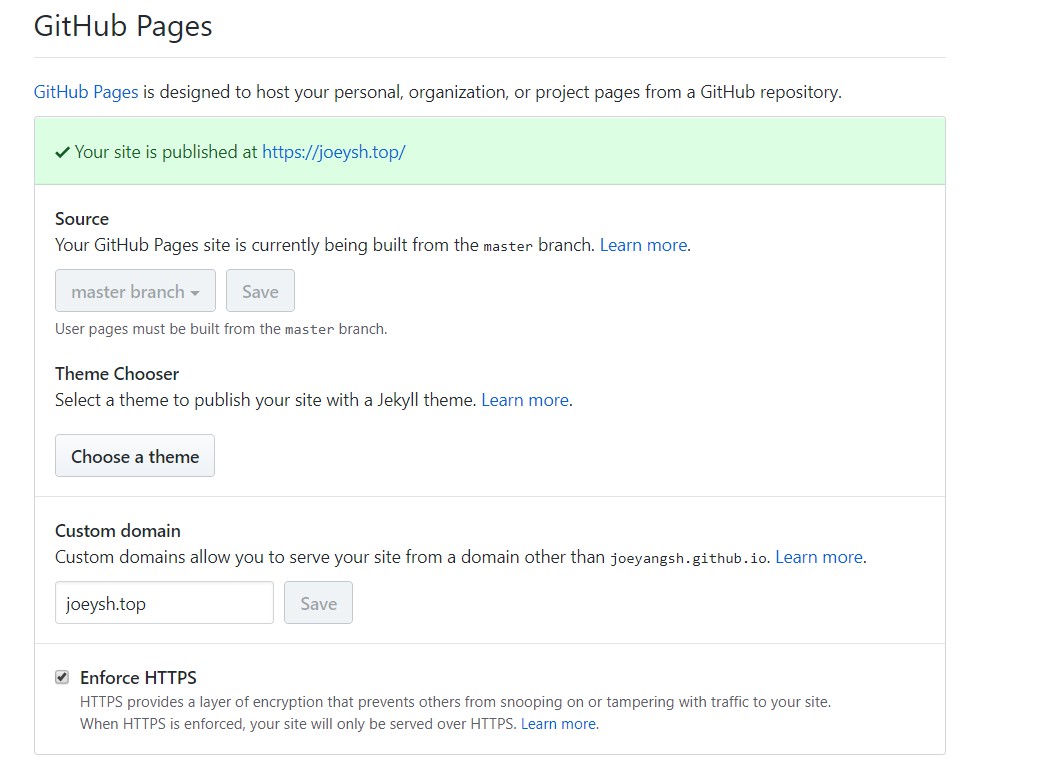 GitHub Pages
GitHub Pages is designed to host your personal, organization, or project pages from a GitHub repository.
Your site is published at https://joeysh.top/
Source
Your GitHub Pages site is currently being built from the master branch. Learn more.
master branch Save
User pages must be built from the master branch.
Theme Chooser
Select a theme to publish your site with a Jekyll theme. Learn more.
Choose a theme
Custom domain
Custom domains allow you to serve your site from a domain other than joeyangsh.github.io. Learn more.
joeysh.top Save
Enforce HTTPS
HTTPS provides a layer of encryption that prevents others from snooping on or tampering with traffic to your site.
When HTTPS is enforced, your site will only be served over HTTPS. Learn more.